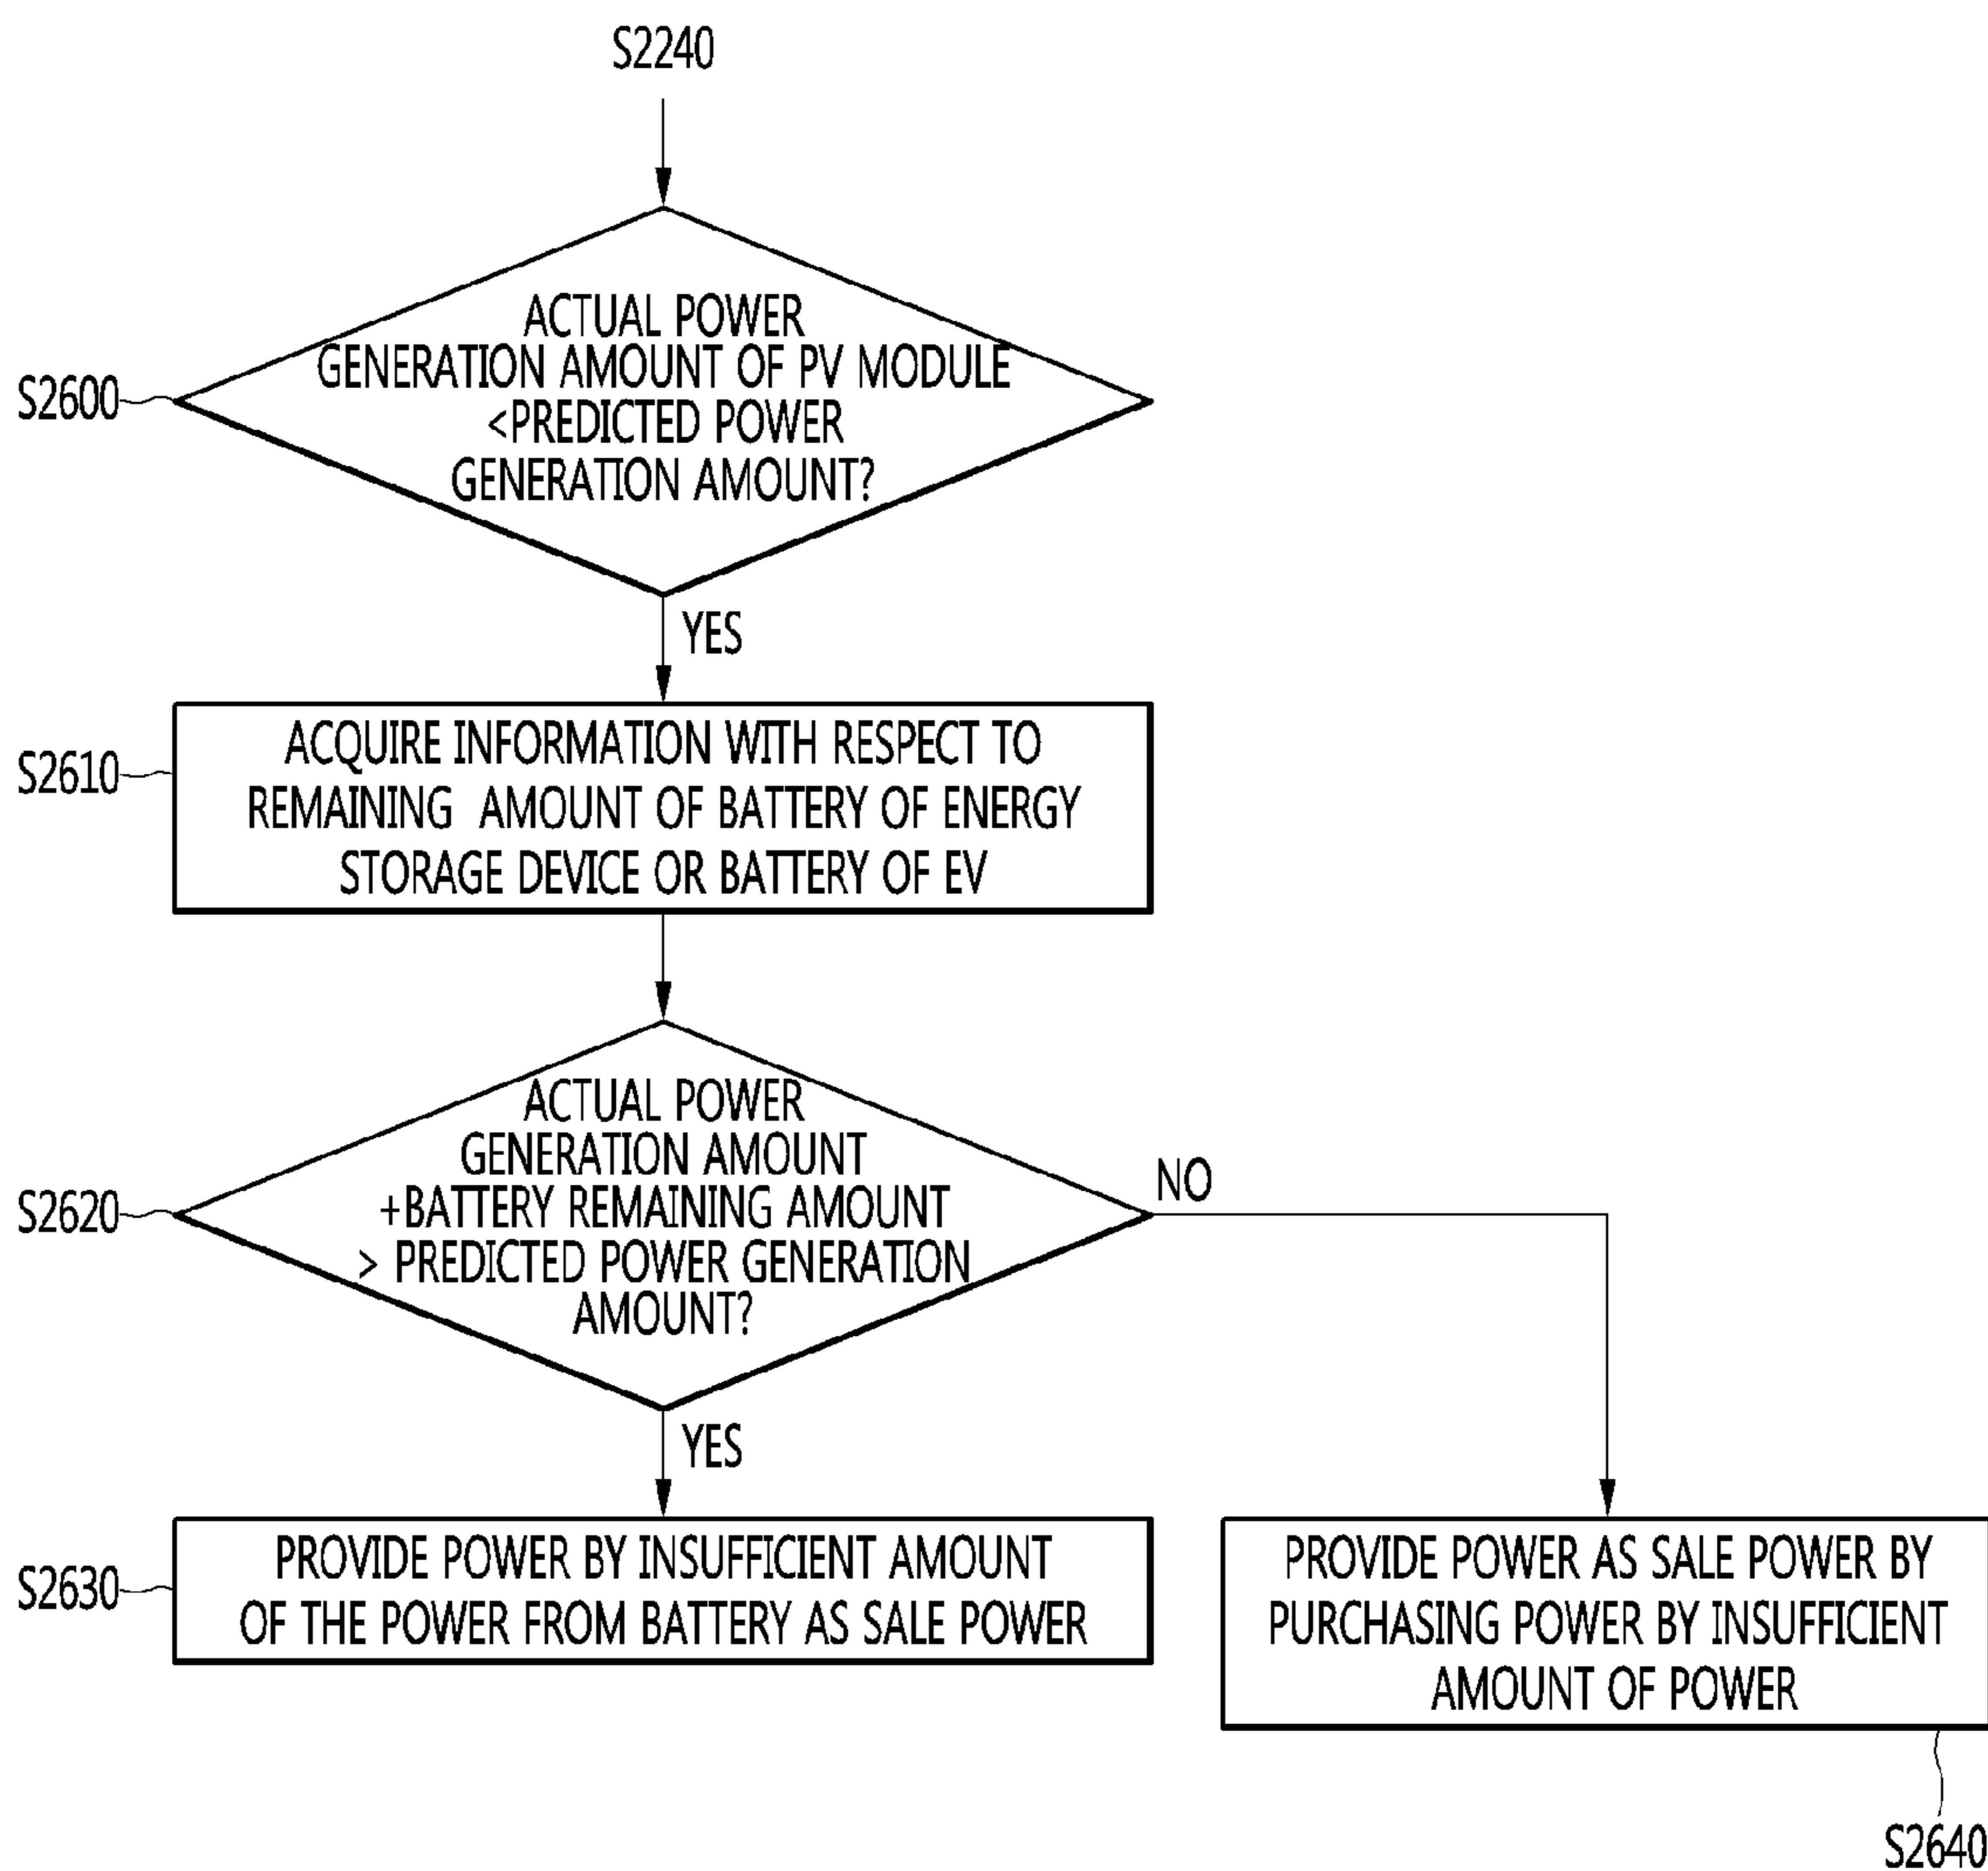 S2240
ACTUAL POWER
GENERATION AMOUNT OF PV MODULE
<PREDICTED POWER
GENERATION AMOUNT?
S2600
YES
ACQUIRE INFORMATION WITH RESPECT TO
REMAINING AMOUNT OF BATTERY OF ENERGY
STORAGE DEVICE OR BATTERY OF EV
S2610
ACTUAL POWER
GENERATION AMOUNT
+BATTERY REMAINING AMOUNT
> PREDICTED POWER GENERATION
AMOUNT?
S2620
NO
YES
PROVIDE POWER BY INSUFFICIENT AMOUNT
OF THE POWER FROM BATTERY AS SALE POWER
S2630
PROVIDE POWER AS SALE POWER BY
PURCHASING POWER BY INSUFFICIENT
AMOUNT OF POWER
S2640